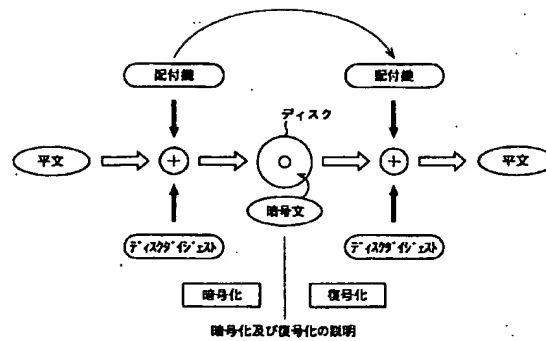 配付鍵
配付鍵
ディスク
平文
平文
暗号文
ディスクダイジェスト
ディスクダイジェスト
暗号化
復号化
暗号化及び復号化の説明